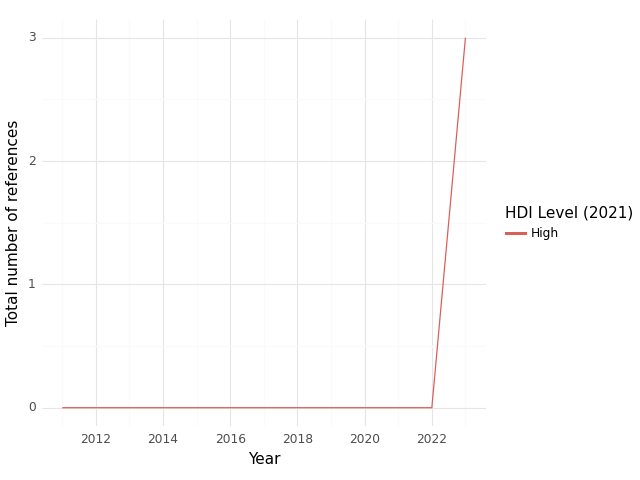 3
2
1
0
Total number of references
2012 2014 2016 2018 2020 2022
Year
HDI Level (2021)
High